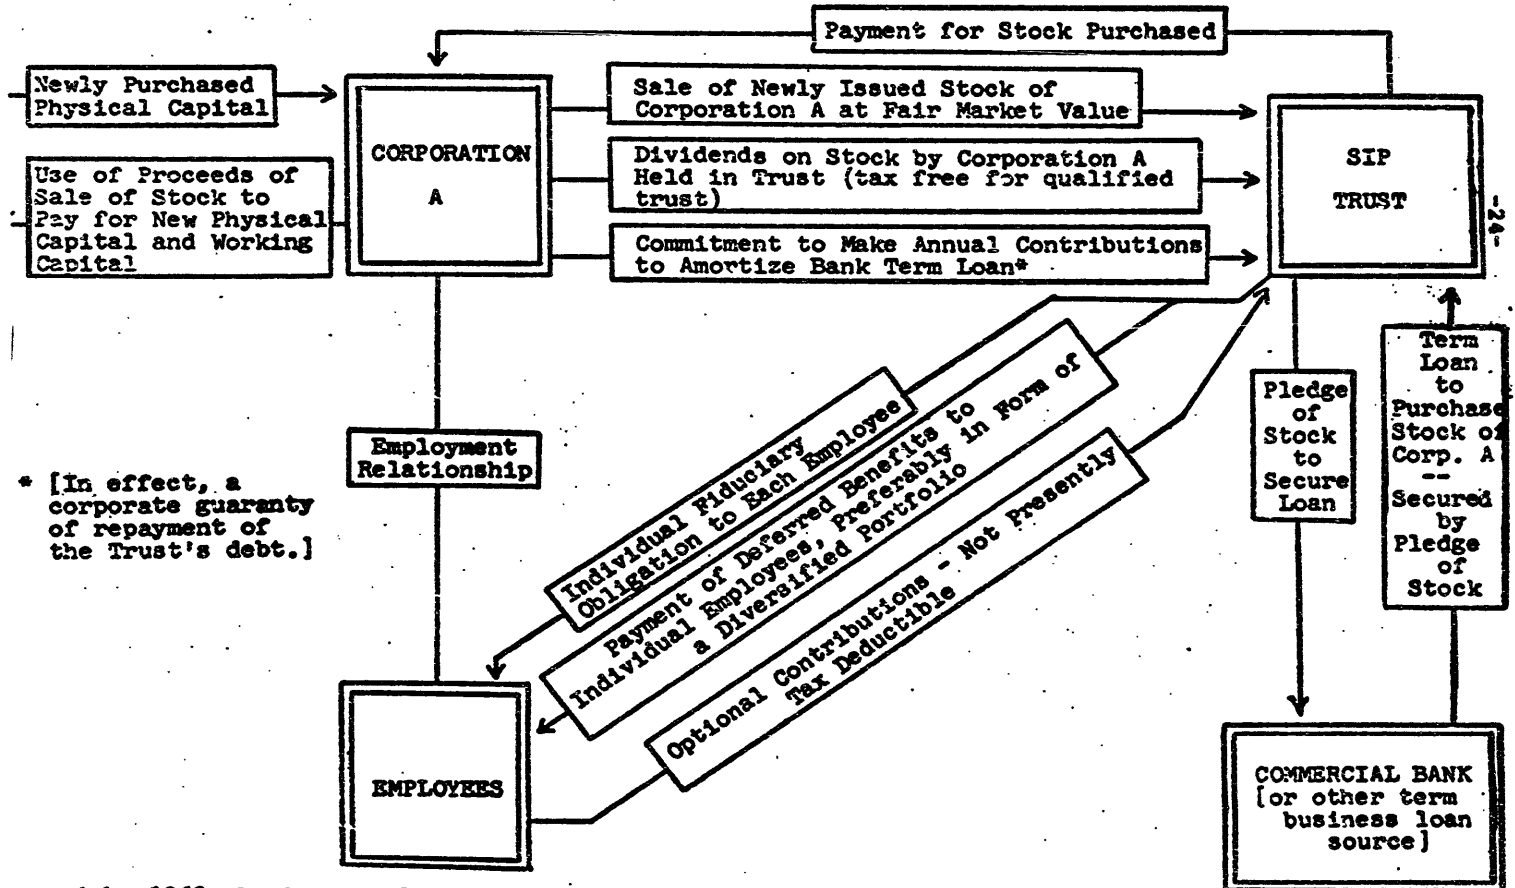 Payment for Stock Purchased
Newly Purchased
Physical Capital
Sale of Newly Issued Stock of
Corporation A at Fair Market Value
CORPORATION
A
Dividends on Stock by Corporation A
Held in Trust (tax free for qualified
trust)
SIP
TRUST
-24-
Use of Proceeds of
Sale of Stock to
Pay for New Physical
Capital and Working
Capital
Commitment to Make Annual Contributions
to Amortize Bank Term Loan*
Employment
Relationship
* [In effect, a
corporate guaranty
of repayment of
the Trust's debt.]
Individual Fiduciary
Obligation to Each Employee
Payment of Deferred Benefits to
Individual Employees, Preferably in Form of
a Diversified Portfolio
Optional Contributions - Not Presently
Tax Deductible
Pledge
of
Stock
to
Secure
Loan
Term
Loan
to
Purchase
Stock of
Corp. A
--
Secured
by
Pledge
of
Stock
EMPLOYEES
COMMERCIAL BANK
[or other term
business loan
source]